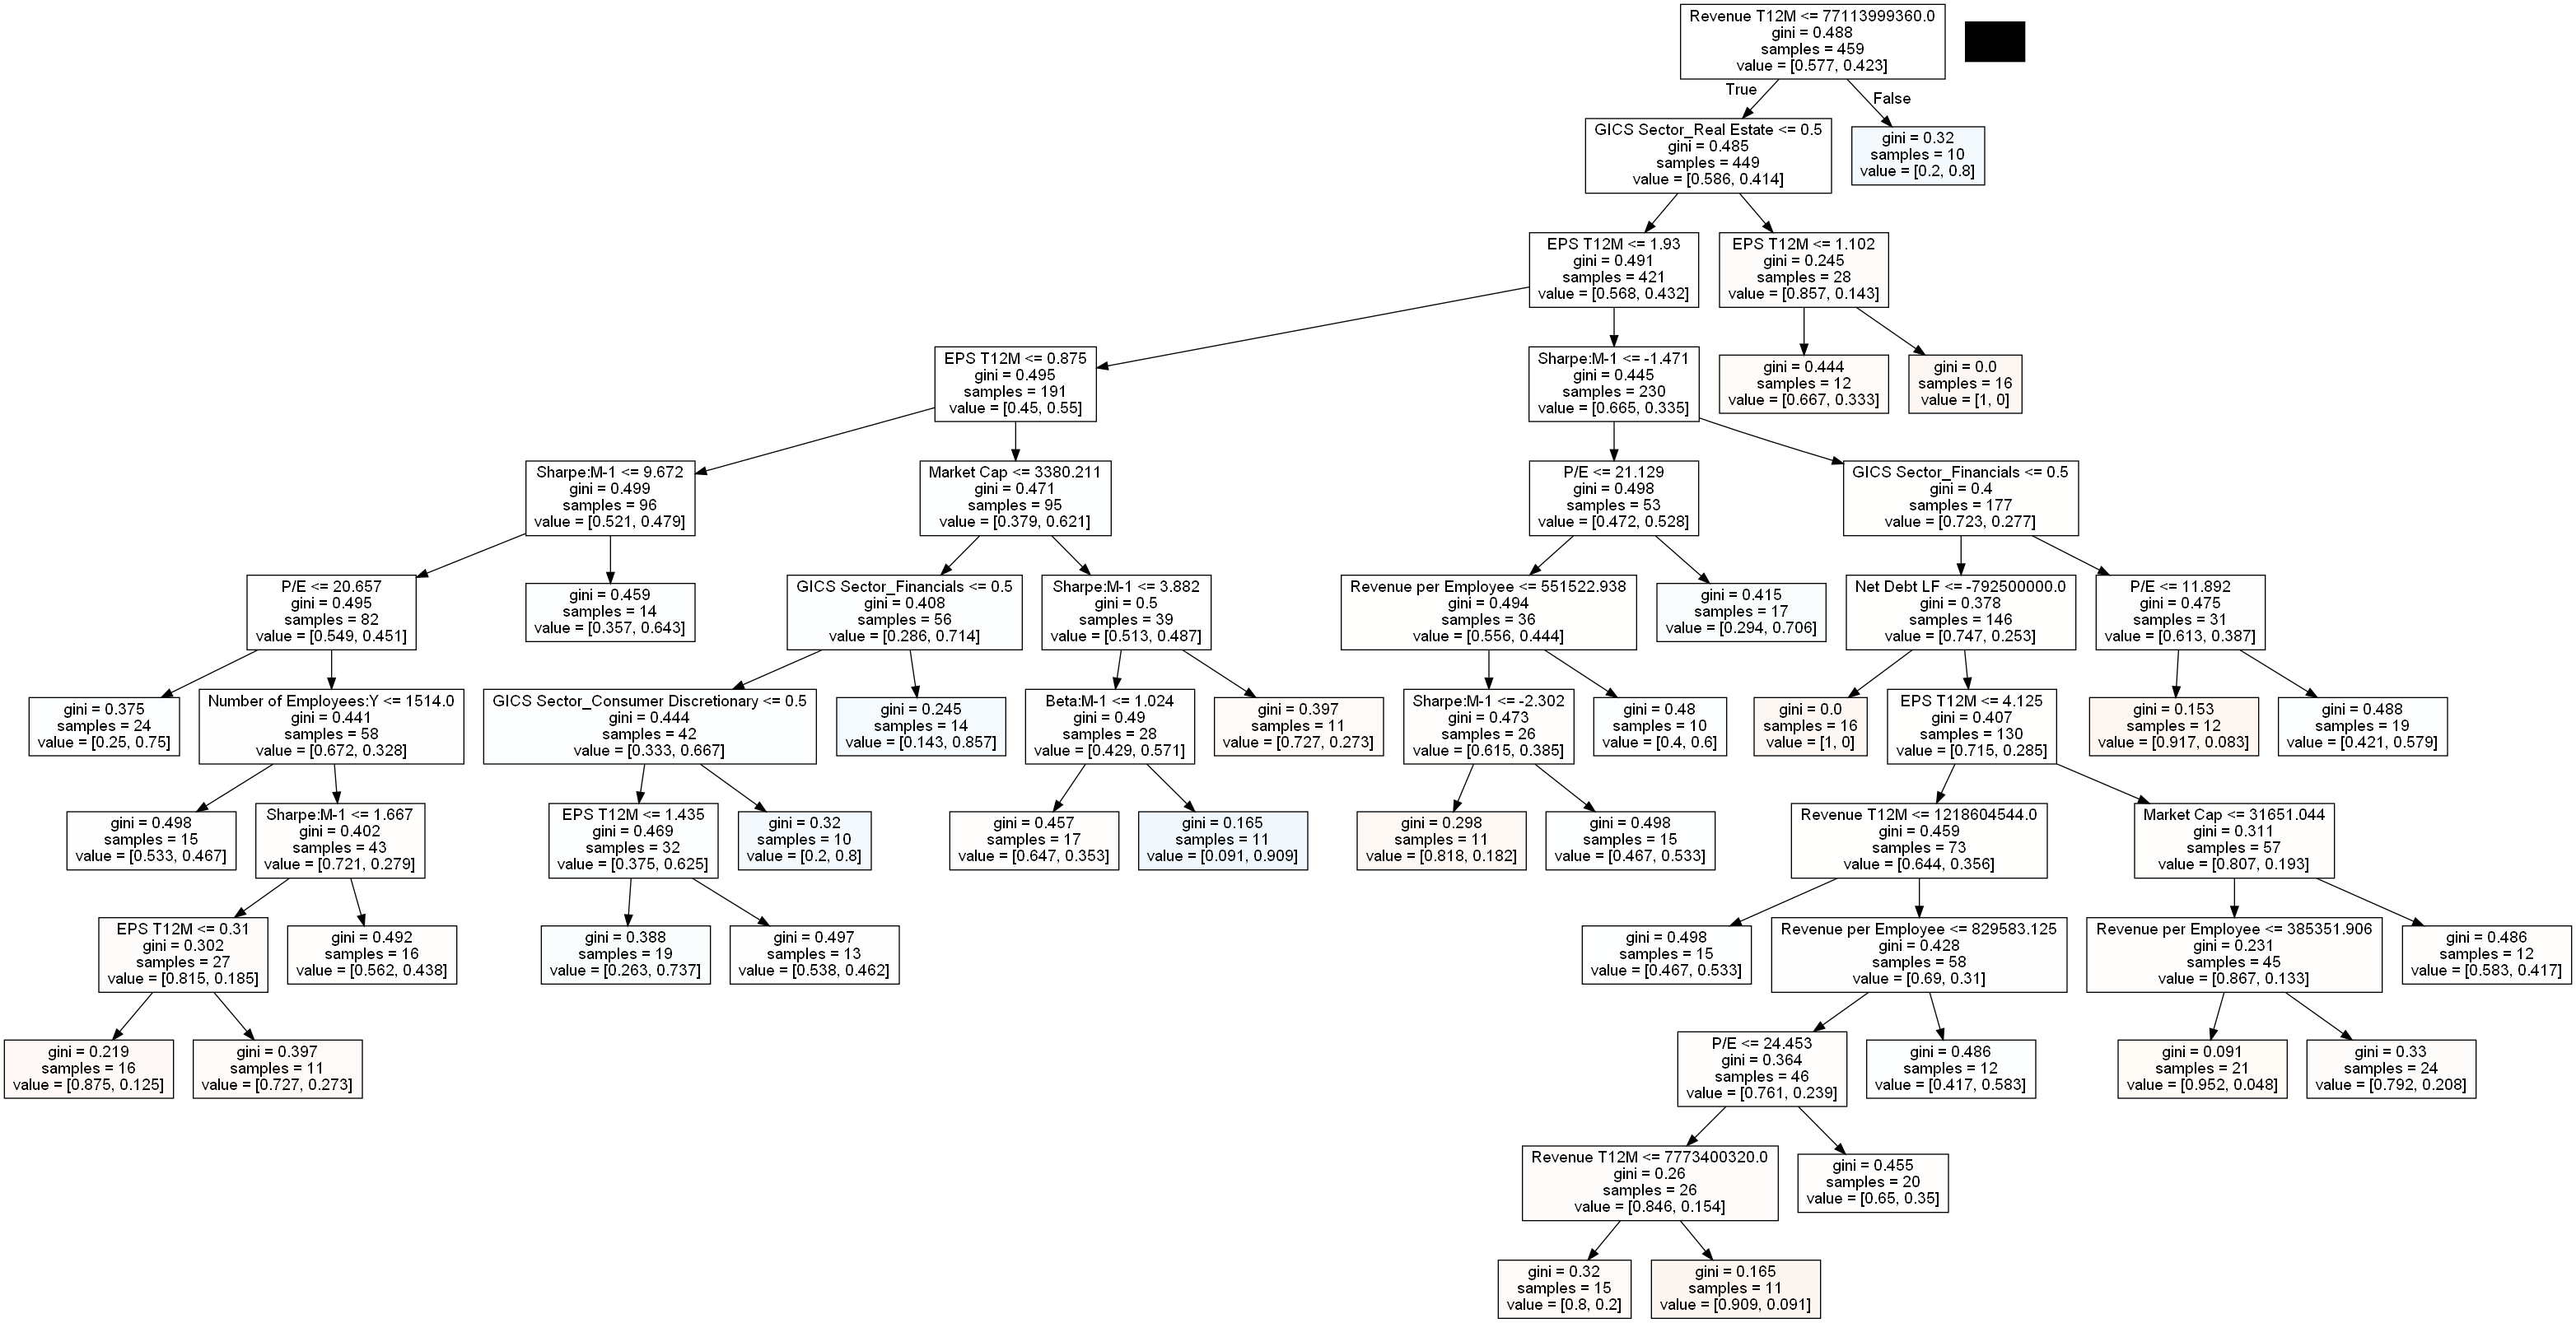 Revenue T12M <= 77113999360.0
gini = 0.488
samples = 459
value = [0.577, 0.423]
True
False
GICS Sector_Real Estate <= 0.5
gini = 0.485
samples = 449
value = [0.586, 0.414]
gini = 0.32
samples = 10
value = [0.2, 0.8]
EPS T12M <= 1.93
gini = 0.491
samples = 421
value = [0.568, 0.432]
EPS T12M <= 1.102
gini = 0.245
samples = 28
value = [0.857, 0.143]
EPS T12M <= 0.875
gini = 0.495
samples = 191
value = [0.45, 0.55]
Sharpe:M-1 <= -1.471
gini = 0.445
samples = 230
value = [0.665, 0.335]
gini = 0.444
samples = 12
value = [0.667, 0.333]
gini = 0.0
samples = 16
value = [1, 0]
Sharpe:M-1 <= 9.672
gini = 0.499
samples = 96
value = [0.521, 0.479]
Market Cap <= 3380.211
gini = 0.471
samples = 95
value = [0.379, 0.621]
P/E <= 21.129
gini = 0.498
samples = 53
value = [0.472, 0.528]
GICS Sector_Financials <= 0.5
gini = 0.4
samples = 177
value = [0.723, 0.277]
P/E <= 20.657
gini = 0.495
samples = 82
value = [0.549, 0.451]
gini = 0.459
samples = 14
value = [0.357, 0.643]
GICS Sector_Financials <= 0.5
gini = 0.408
samples = 56
value = [0.286, 0.714]
Sharpe:M-1 <= 3.882
gini = 0.5
samples = 39
value = [0.513, 0.487]
Revenue per Employee <= 551522.938
gini = 0.494
samples = 36
value = [0.556, 0.444]
gini = 0.415
samples = 17
value = [0.294, 0.706]
Net Debt LF <= -792500000.0
gini = 0.378
samples = 146
value = [0.747, 0.253]
P/E <= 11.892
gini = 0.475
samples = 31
value = [0.613, 0.387]
gini = 0.375
samples = 24
value = [0.25, 0.75]
Number of Employees:Y <= 1514.0
gini = 0.441
samples = 58
value = [0.672, 0.328]
GICS Sector_Consumer Discretionary <= 0.5
gini = 0.444
samples = 42
value = [0.333, 0.667]
gini = 0.245
samples = 14
value = [0.143, 0.857]
Beta:M-1 <= 1.024
gini = 0.49
samples = 28
value = [0.429, 0.571]
gini = 0.397
samples = 11
value = [0.727, 0.273]
Sharpe:M-1 <= -2.302
gini = 0.473
samples = 26
value = [0.615, 0.385]
gini = 0.48
samples = 10
value = [0.4, 0.6]
gini = 0.0
samples = 16
value = [1, 0]
EPS T12M <= 4.125
gini = 0.407
samples = 130
value = [0.715, 0.285]
gini = 0.153
samples = 12
value = [0.917, 0.083]
gini = 0.488
samples = 19
value = [0.421, 0.579]
gini = 0.498
samples = 15
value = [0.533, 0.467]
Sharpe:M-1 <= 1.667
gini = 0.402
samples = 43
value = [0.721, 0.279]
EPS T12M <= 1.435
gini = 0.469
samples = 32
value = [0.375, 0.625]
gini = 0.32
samples = 10
value = [0.2, 0.8]
gini = 0.457
samples = 17
value = [0.647, 0.353]
gini = 0.165
samples = 11
value = [0.091, 0.909]
gini = 0.298
samples = 11
value = [0.818, 0.182]
gini = 0.498
samples = 15
value = [0.467, 0.533]
Revenue T12M <= 1218604544.0
gini = 0.459
samples = 73
value = [0.644, 0.356]
Market Cap <= 31651.044
gini = 0.311
samples = 57
value = [0.807, 0.193]
EPS T12M <= 0.31
gini = 0.302
samples = 27
value = [0.815, 0.185]
gini = 0.492
samples = 16
value = [0.562, 0.438]
gini = 0.388
samples = 19
value = [0.263, 0.737]
gini = 0.497
samples = 13
value = [0.538, 0.462]
gini = 0.498
samples = 15
value = [0.467, 0.533]
Revenue per Employee <= 829583.125
gini = 0.428
samples = 58
value = [0.69, 0.31]
Revenue per Employee <= 385351.906
gini = 0.231
samples = 45
value = [0.867, 0.133]
gini = 0.486
samples = 12
value = [0.583, 0.417]
gini = 0.219
samples = 16
value = [0.875, 0.125]
gini = 0.397
samples = 11
value = [0.727, 0.273]
P/E <= 24.453
gini = 0.364
samples = 46
value = [0.761, 0.239]
gini = 0.486
samples = 12
value = [0.417, 0.583]
gini = 0.091
samples = 21
value = [0.952, 0.048]
gini = 0.33
samples = 24
value = [0.792, 0.208]
Revenue T12M <= 7773400320.0
gini = 0.26
samples = 26
value = [0.846, 0.154]
gini = 0.455
samples = 20
value = [0.65, 0.35]
gini = 0.32
samples = 15
value = [0.8, 0.2]
gini = 0.165
samples = 11
value = [0.909, 0.091]